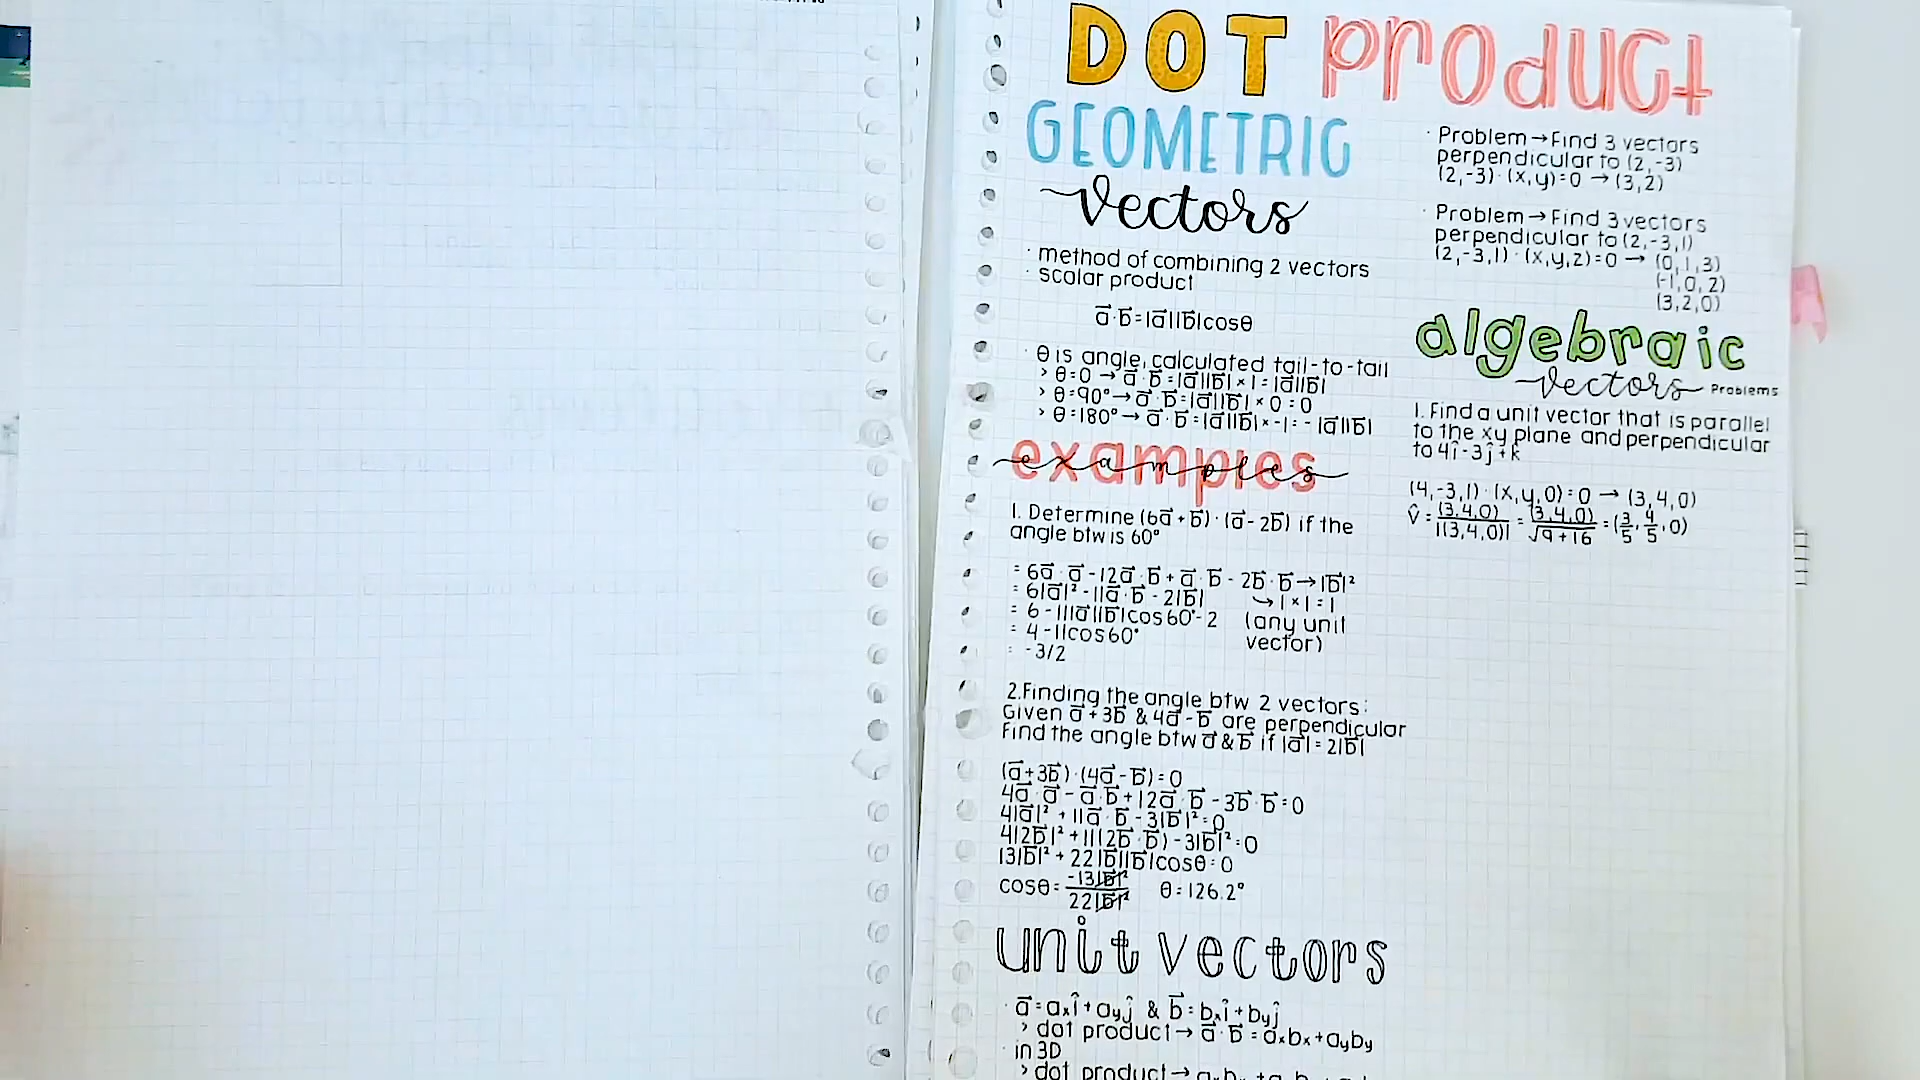 DOT product
GEOMETRIC
vectors
· method of combining 2 vectors
· scalar product
a⃗·b⃗=|a⃗||b⃗|cosθ
· θ is angle, calculated tail-to-tail
> θ=0 → a⃗·b⃗=|a⃗||b⃗|×1=|a⃗||b⃗|
> θ=90°→ a⃗·b⃗=|a⃗||b⃗|×0=0
> θ=180°→ a⃗·b⃗=|a⃗||b⃗|×-1=-|a⃗||b⃗|
examples
examples
1. Determine (6a⃗+b⃗)·(a⃗-2b⃗) if the
angle btw is 60°
= 6a⃗·a⃗-12a⃗·b⃗+a⃗·b⃗-2b⃗·b⃗→|b⃗|²
= 6|a⃗|²-11a⃗·b⃗-2|b⃗| ↳1×1=1
= 6-11|a⃗||b⃗|cos60°-2 (any unit
= 4-11cos60° vector)
= -3/2
2.Finding the angle btw 2 vectors:
Given a⃗+3b⃗ & 4a⃗-b⃗ are perpendicular
Find the angle btw a⃗ & b⃗ if |a⃗|=2|b⃗|
(a⃗+3b⃗)·(4a⃗-b⃗)=0
4a⃗·a⃗-a⃗·b⃗+12a⃗·b⃗-3b⃗·b⃗=0
4|a⃗|²+11a⃗·b⃗-3|b⃗|²=0
4|2b⃗|²+11(2b⃗·b⃗)-3|b⃗|²=0
13|b⃗|²+22|b⃗||b⃗|cosθ=0
cosθ=-13|b⃗|²/22|b⃗|² θ=126.2°
unit vectors
· a⃗=aₓî+ayĵ & b⃗=bₓî+byĵ
> dot product→ a⃗·b⃗=aₓbₓ+ayby
· in 3D
> dot product→
· Problem→Find 3 vectors
perpendicular to (2,-3)
(2,-3)·(x,y)=0 →(3,2)
· Problem→Find 3 vectors
perpendicular to (2,-3,1)
(2,-3,1)·(x,y,z)=0 → (0,1,3)
(-1,0,2)
(3,2,0)
algebraic
vectors Problems
1. Find a unit vector that is parallel
to the xy plane and perpendicular
to 4î-3ĵ+k
(4,-3,1)·(x,y,0)=0 → (3,4,0)
v̂=(3,4,0)/|(3,4,0)|=(3,4,0)/√9+16=(3/5,4/5,0)